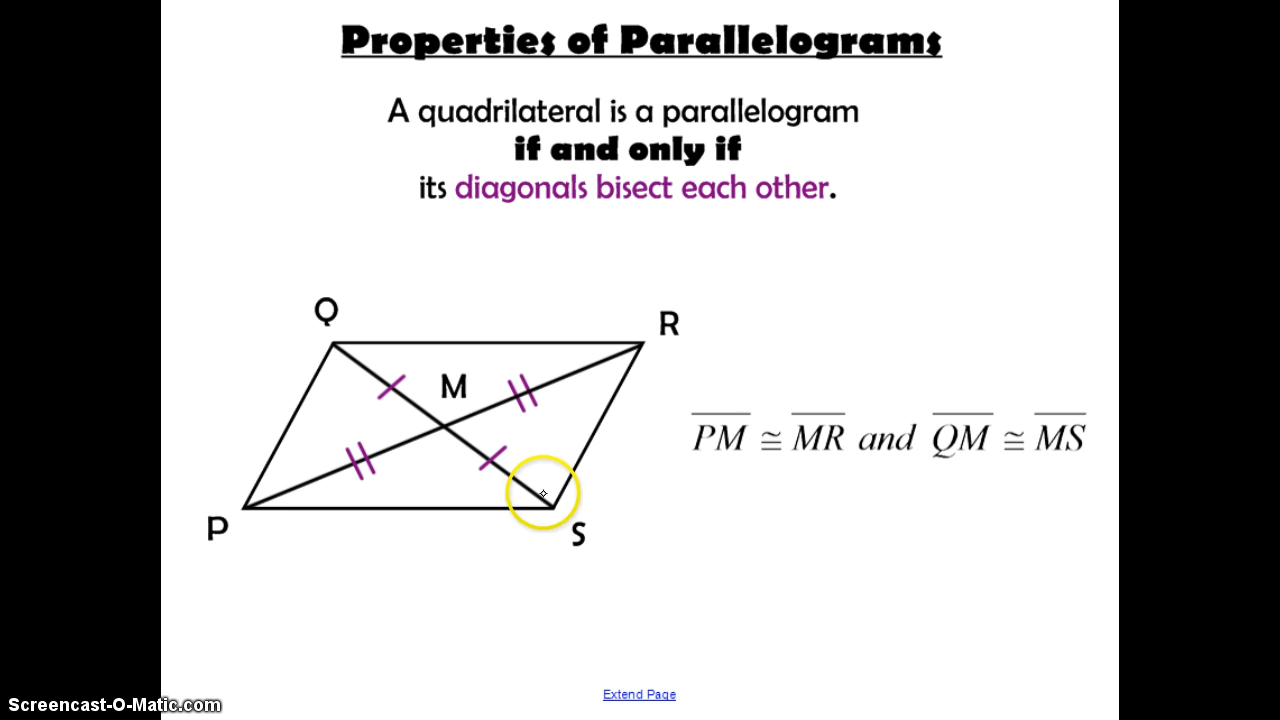 Properties of Parallelograms
A quadrilateral is a parallelogram
if and only if
its diagonals bisect each other.
Q
R
M
PM ≅ MR and QM ≅ MS
P
S
Extend Page
Screencast-O-Matic.com